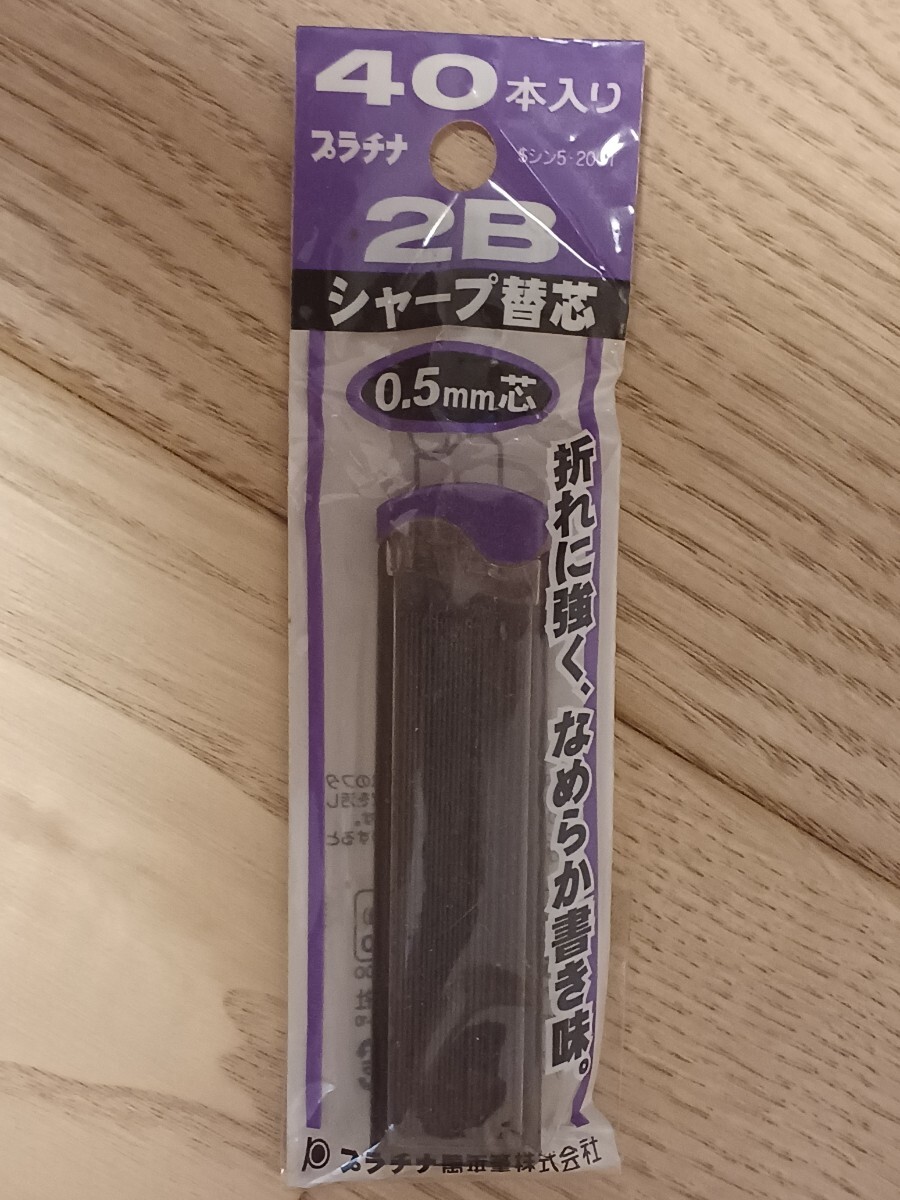 40本入り
プラチナ
2B
シャープ替芯
0.5mm芯
折れに強く、なめらか書き味。
プラチナ萬年筆株式会社